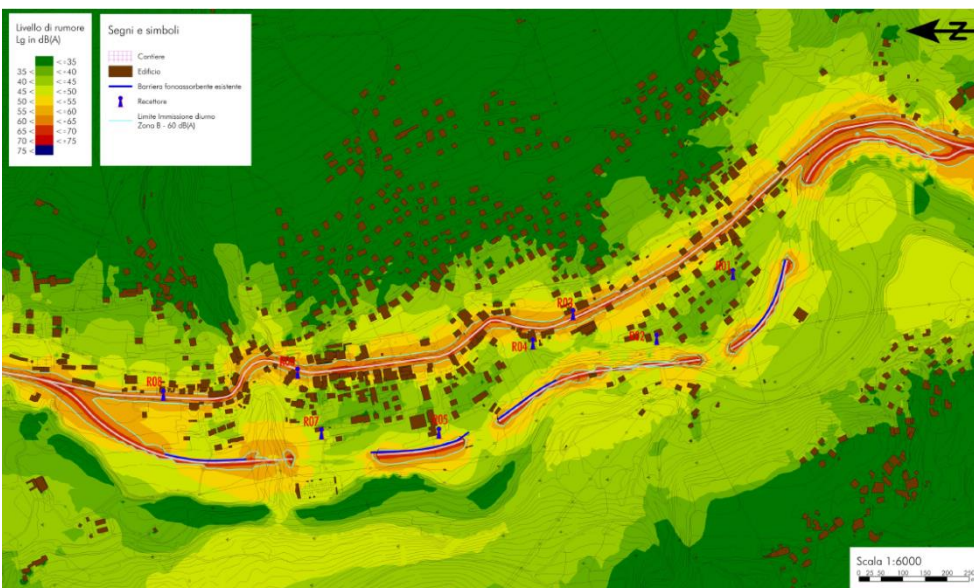 Livello di rumore
Lg in dB(A)
<=35
35 < <=40
40 < <=45
45 < <=50
50 < <=55
55 < <=60
60 < <=65
65 < <=70
70 < <=75
75 <
Segni e simboli
Cantiere
Edificio
Barriera fonoassorbente esistente
Recettore
Limite Immissione diurno
Zona B - 60 dB(A)
N
R01
R03
R04
R02
R08
R07
R05
Scala 1:6000
0 25 50 100 150 200 250